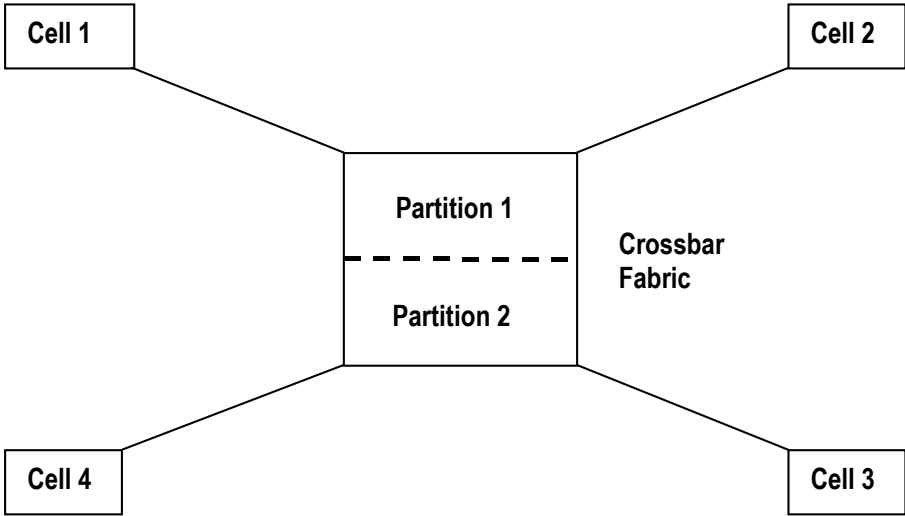 Cell 1
Cell 2
Partition 1
Crossbar
Fabric
Partition 2
Cell 4
Cell 3